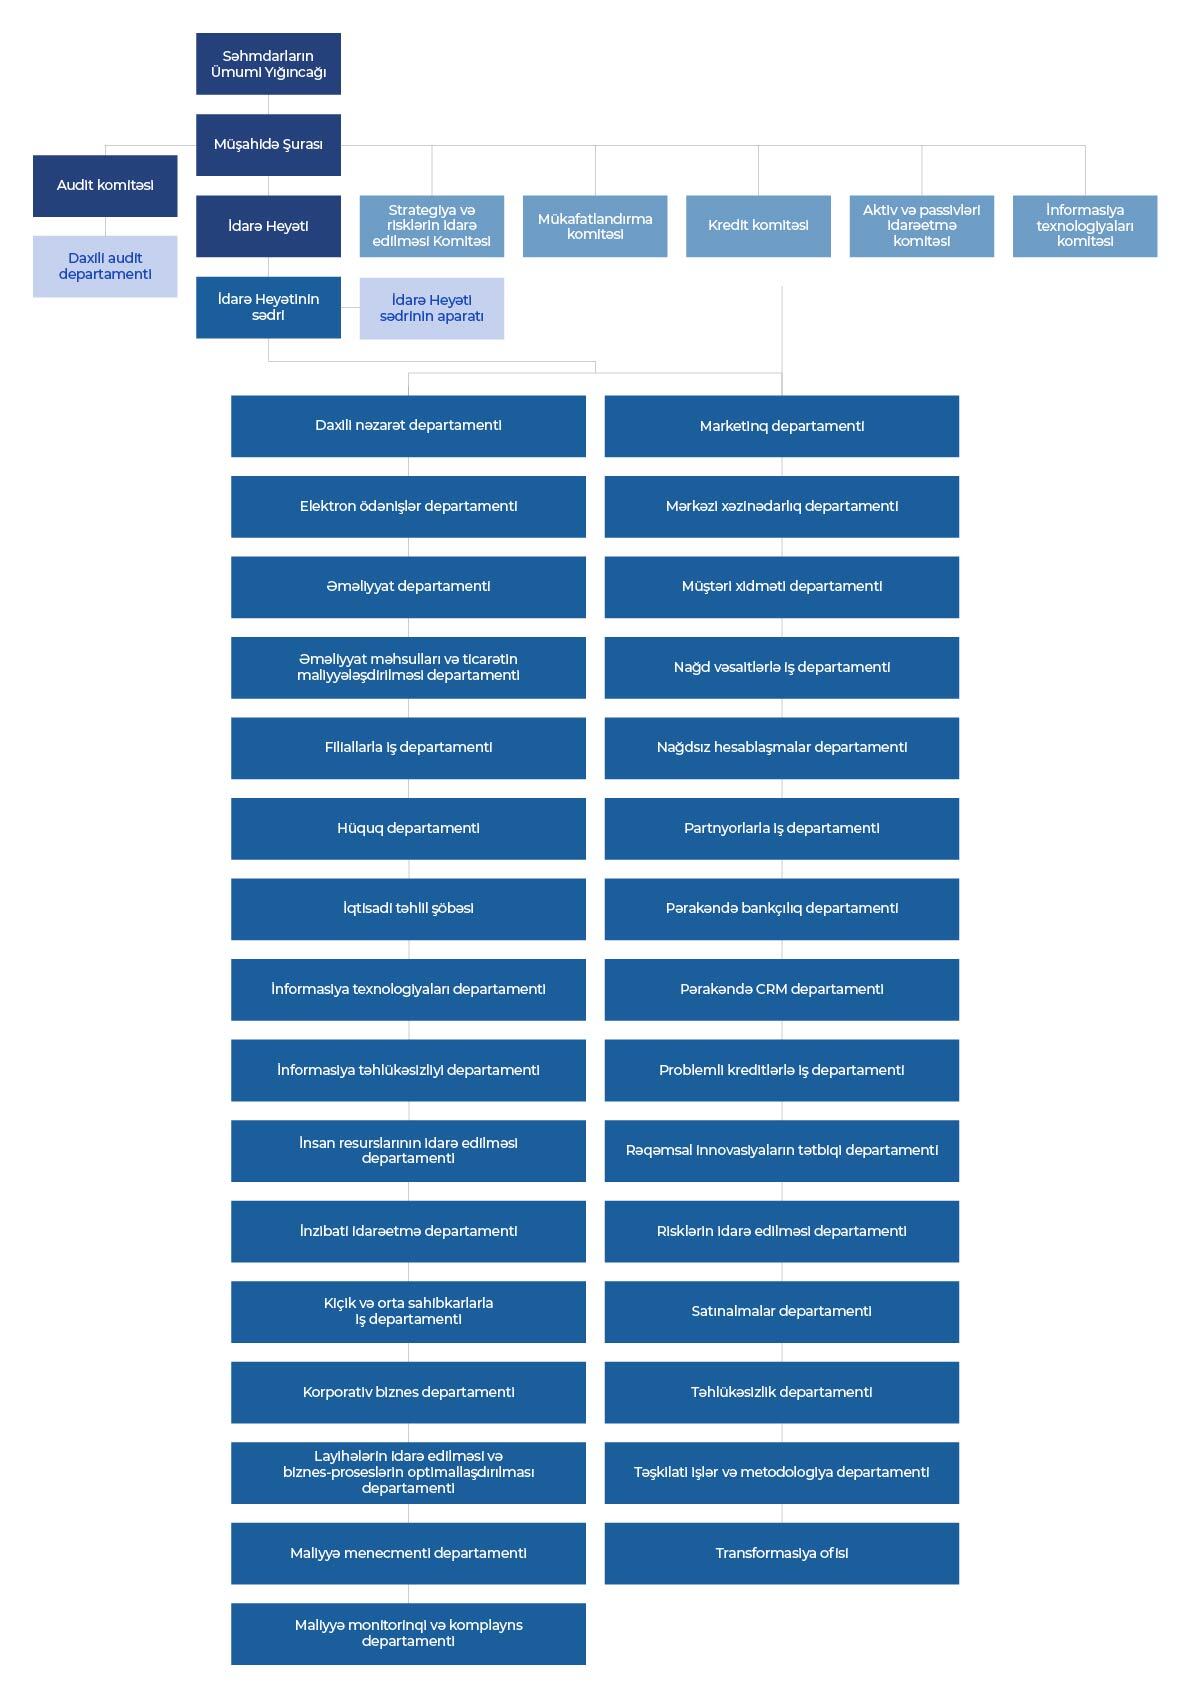 Səhmdarların
Ümumi Yığıncağı
Müşahidə Şurası
Audit komitəsi
Daxili audit
departamenti
İdarə Heyəti
Strategiya və
risklərin idarə
edilməsi Komitəsi
Mükafatlandırma
komitəsi
Kredit komitəsi
Aktiv və passivləri
idarəetmə
komitəsi
İnformasiya
texnologiyaları
komitəsi
İdarə Heyətinin
sədri
İdarə Heyəti
sədrinin aparatı
Daxili nəzarət departamenti
Elektron ödənişlər departamenti
Əməliyyat departamenti
Əməliyyat məhsulları və ticarətin
maliyyələşdirilməsi departamenti
Filiallarla iş departamenti
Hüquq departamenti
İqtisadi təhlil şöbəsi
İnformasiya texnologiyaları departamenti
İnformasiya təhlükəsizliyi departamenti
İnsan resurslarının idarə edilməsi
departamenti
İnzibati idarəetmə departamenti
Kiçik və orta sahibkarlarla
iş departamenti
Korporativ biznes departamenti
Layihələrin idarə edilməsi və
biznes-proseslərin optimallaşdırılması
departamenti
Maliyyə menecmenti departamenti
Maliyyə monitorinqi və komplayns
departamenti
Marketinq departamenti
Mərkəzi xəzinədarlıq departamenti
Müştəri xidməti departamenti
Nağd vəsaitlərlə iş departamenti
Nağdsız hesablaşmalar departamenti
Partnyorlarla iş departamenti
Pərakəndə bankçılıq departamenti
Pərakəndə CRM departamenti
Problemli kreditlərlə iş departamenti
Rəqəmsal innovasiyaların tətbiqi departamenti
Risklərin idarə edilməsi departamenti
Satınalmalar departamenti
Təhlükəsizlik departamenti
Təşkilati işlər və metodologiya departamenti
Transformasiya ofisi